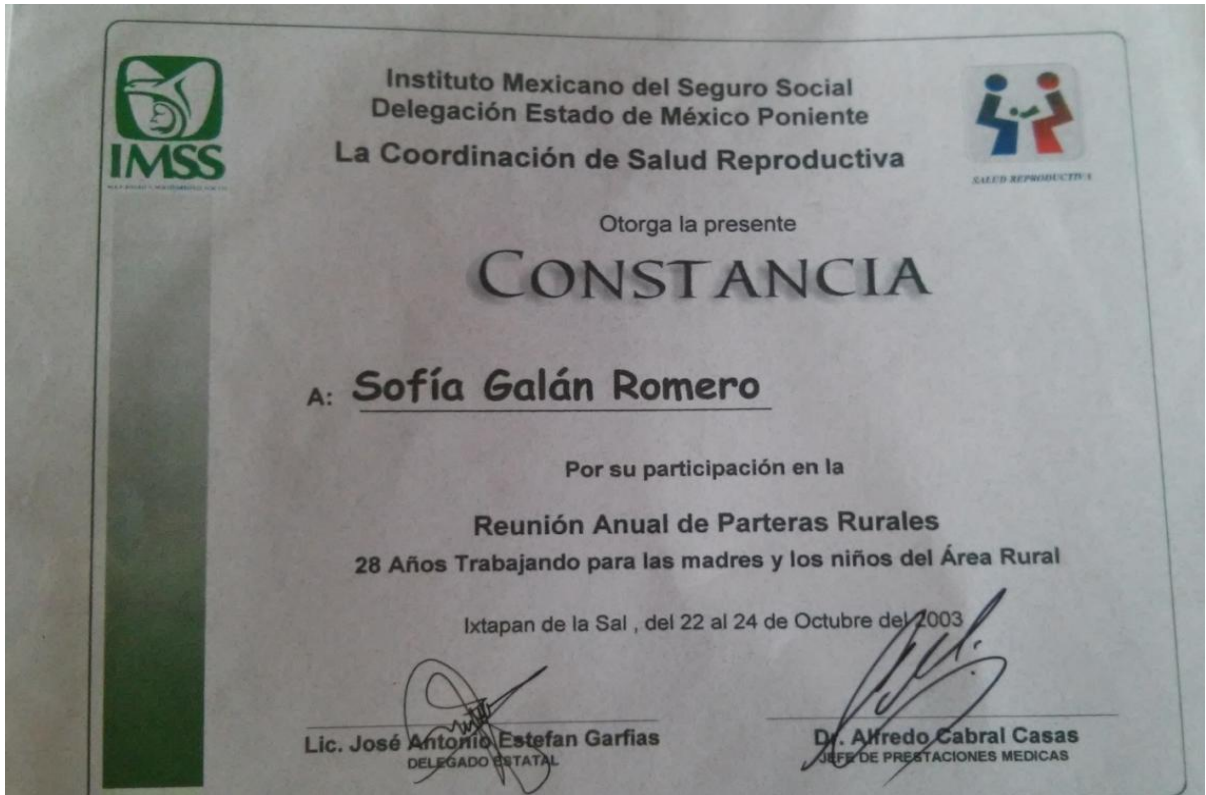 Instituto Mexicano del Seguro Social
Delegación Estado de México Poniente
La Coordinación de Salud Reproductiva
IMSS
SALUD REPRODUCTIVA
Otorga la presente
CONSTANCIA
A: Sofía Galán Romero
Por su participación en la
Reunión Anual de Parteras Rurales
28 Años Trabajando para las madres y los niños del Área Rural
Ixtapan de la Sal , del 22 al 24 de Octubre del 2003
Lic. José Antonio Estefan Garfias
DELEGADO ESTATAL
Dr. Alfredo Cabral Casas
JEFE DE PRESTACIONES MEDICAS